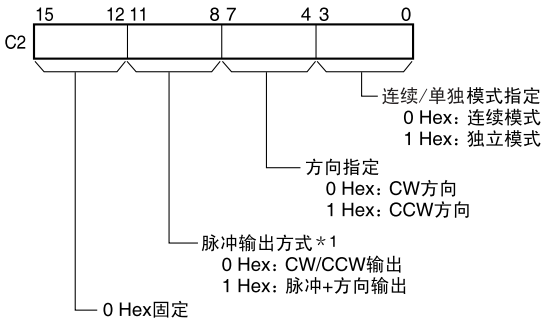 15 12 11 8 7 4 3 0
C2
连续/单独模式指定
0 Hex：连续模式
1 Hex：独立模式
方向指定
0 Hex：CW方向
1 Hex：CCW方向
脉冲输出方式＊1
0 Hex：CW/CCW输出
1 Hex：脉冲+方向输出
0 Hex固定